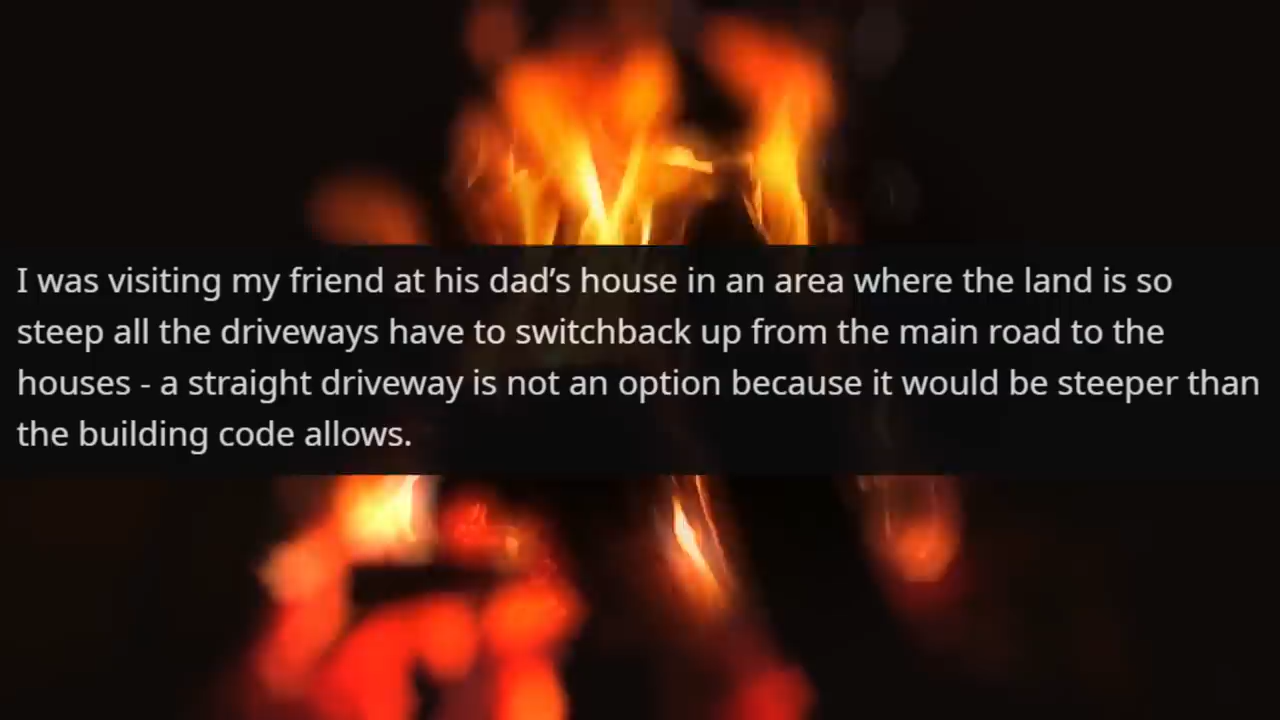 I was visiting my friend at his dad’s house in an area where the land is so
steep all the driveways have to switchback up from the main road to the
houses - a straight driveway is not an option because it would be steeper than
the building code allows.